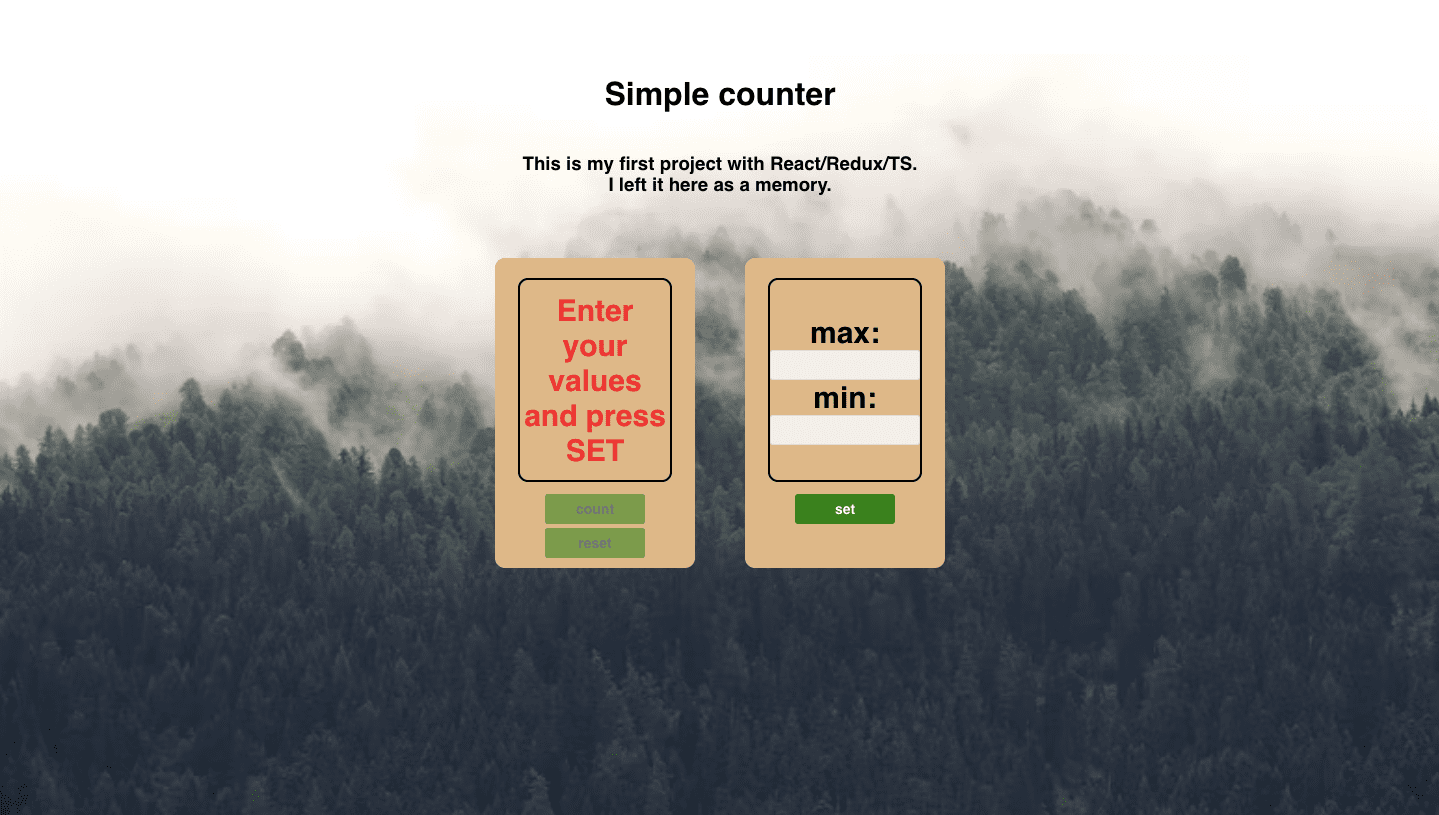 Simple counter
This is my first project with React/Redux/TS.
I left it here as a memory.
Enter
your
values
and press
SET
count
reset
max:
min:
set